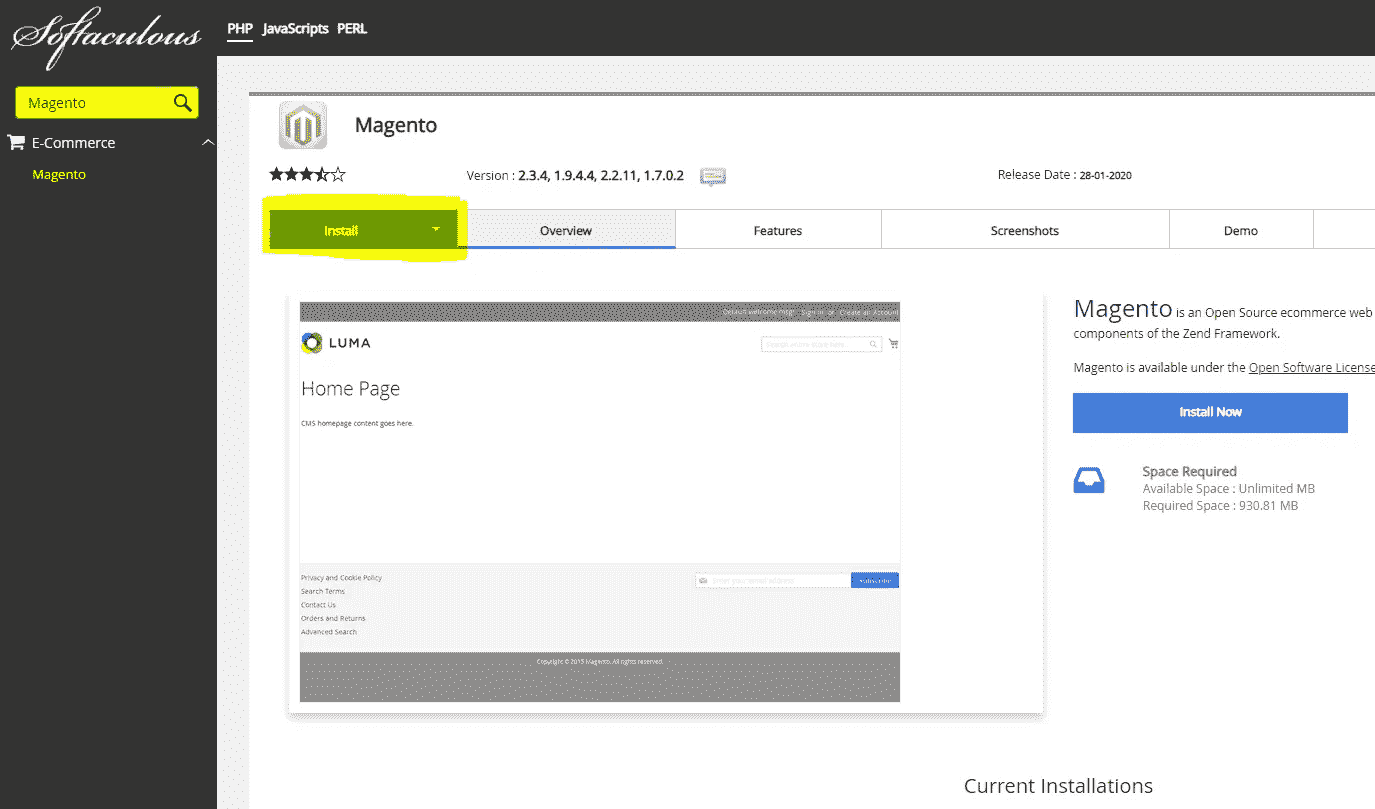 Softaculous
PHP JavaScripts PERL
Magento
E-Commerce
Magento
Magento
Version : 2.3.4, 1.9.4.4, 2.2.11, 1.7.0.2
Release Date : 28-01-2020
Install
Overview
Features
Screenshots
Demo
Default welcome msg! Sign In or Create an Account
LUMA
Search entire store here...
Home Page
CMS homepage content goes here.
Privacy and Cookie Policy
Search Terms
Contact Us
Orders and Returns
Advanced Search
Enter your email address
Subscribe
Copyright © 2015 Magento. All rights reserved.
Magento is an Open Source ecommerce web
components of the Zend Framework.
Magento is available under the Open Software License
Install Now
Space Required
Available Space : Unlimited MB
Required Space : 930.81 MB
Current Installations